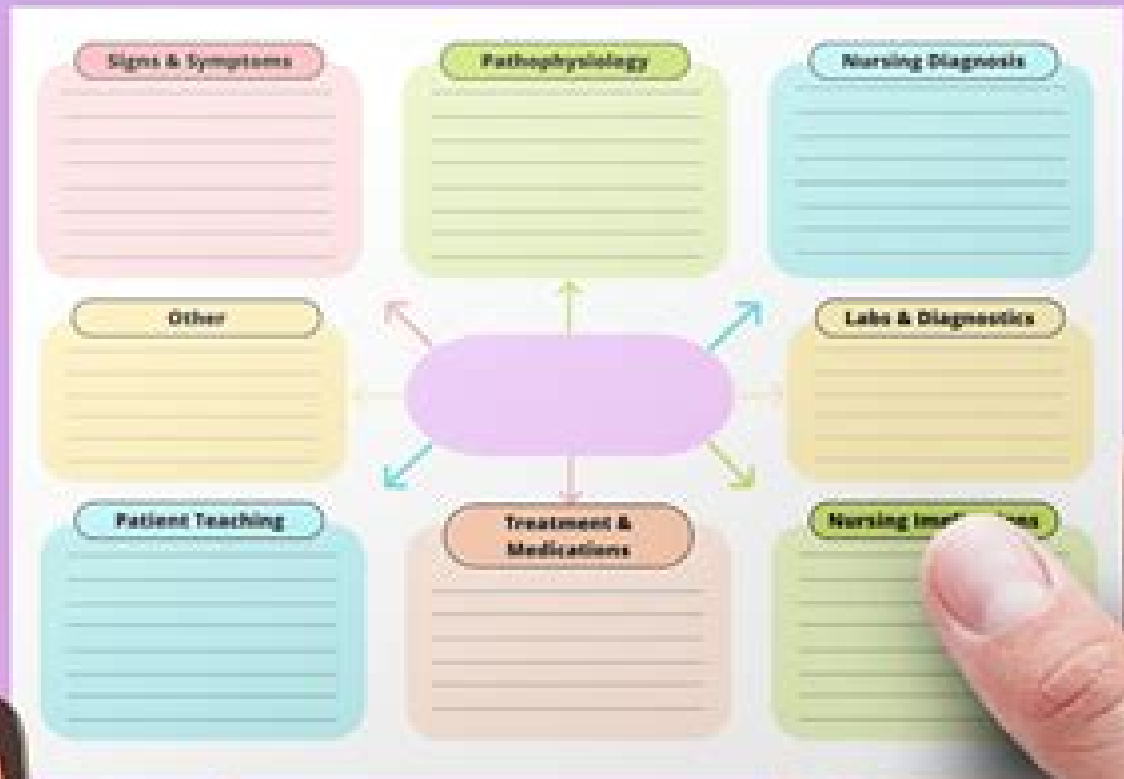 Signs & Symptoms
Pathophysiology
Nursing Diagnosis
Other
Labs & Diagnostics
Patient Teaching
Treatment &
Medications
Nursing